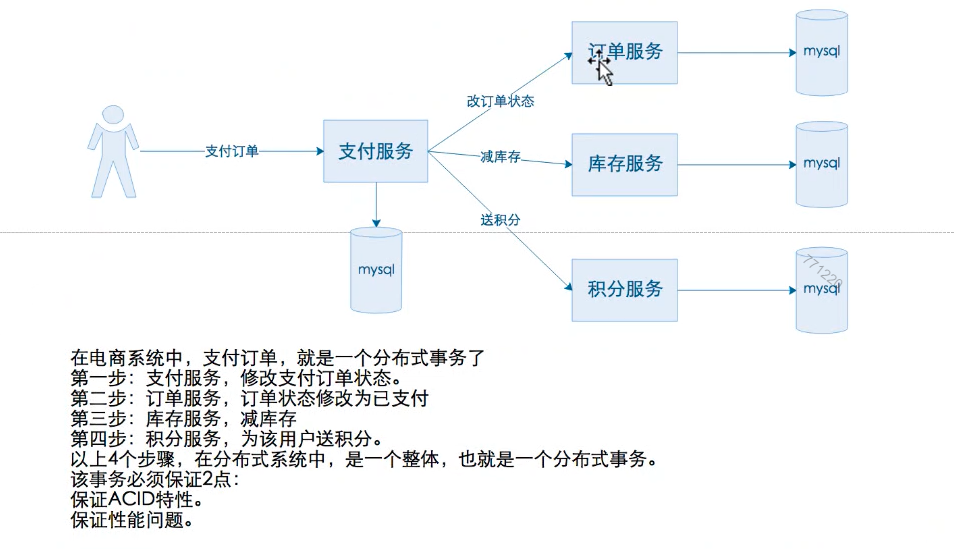 订单服务
mysql
改订单状态
支付订单
支付服务
减库存
库存服务
mysql
送积分
mysql
积分服务
mysql
771220
在电商系统中，支付订单，就是一个分布式事务了
第一步：支付服务，修改支付订单状态。
第二步：订单服务，订单状态修改为已支付
第三步：库存服务，减库存
第四步：积分服务，为该用户送积分。
以上4个步骤，在分布式系统中，是一个整体，也就是一个分布式事务。
该事务必须保证2点：
保证ACID特性。
保证性能问题。